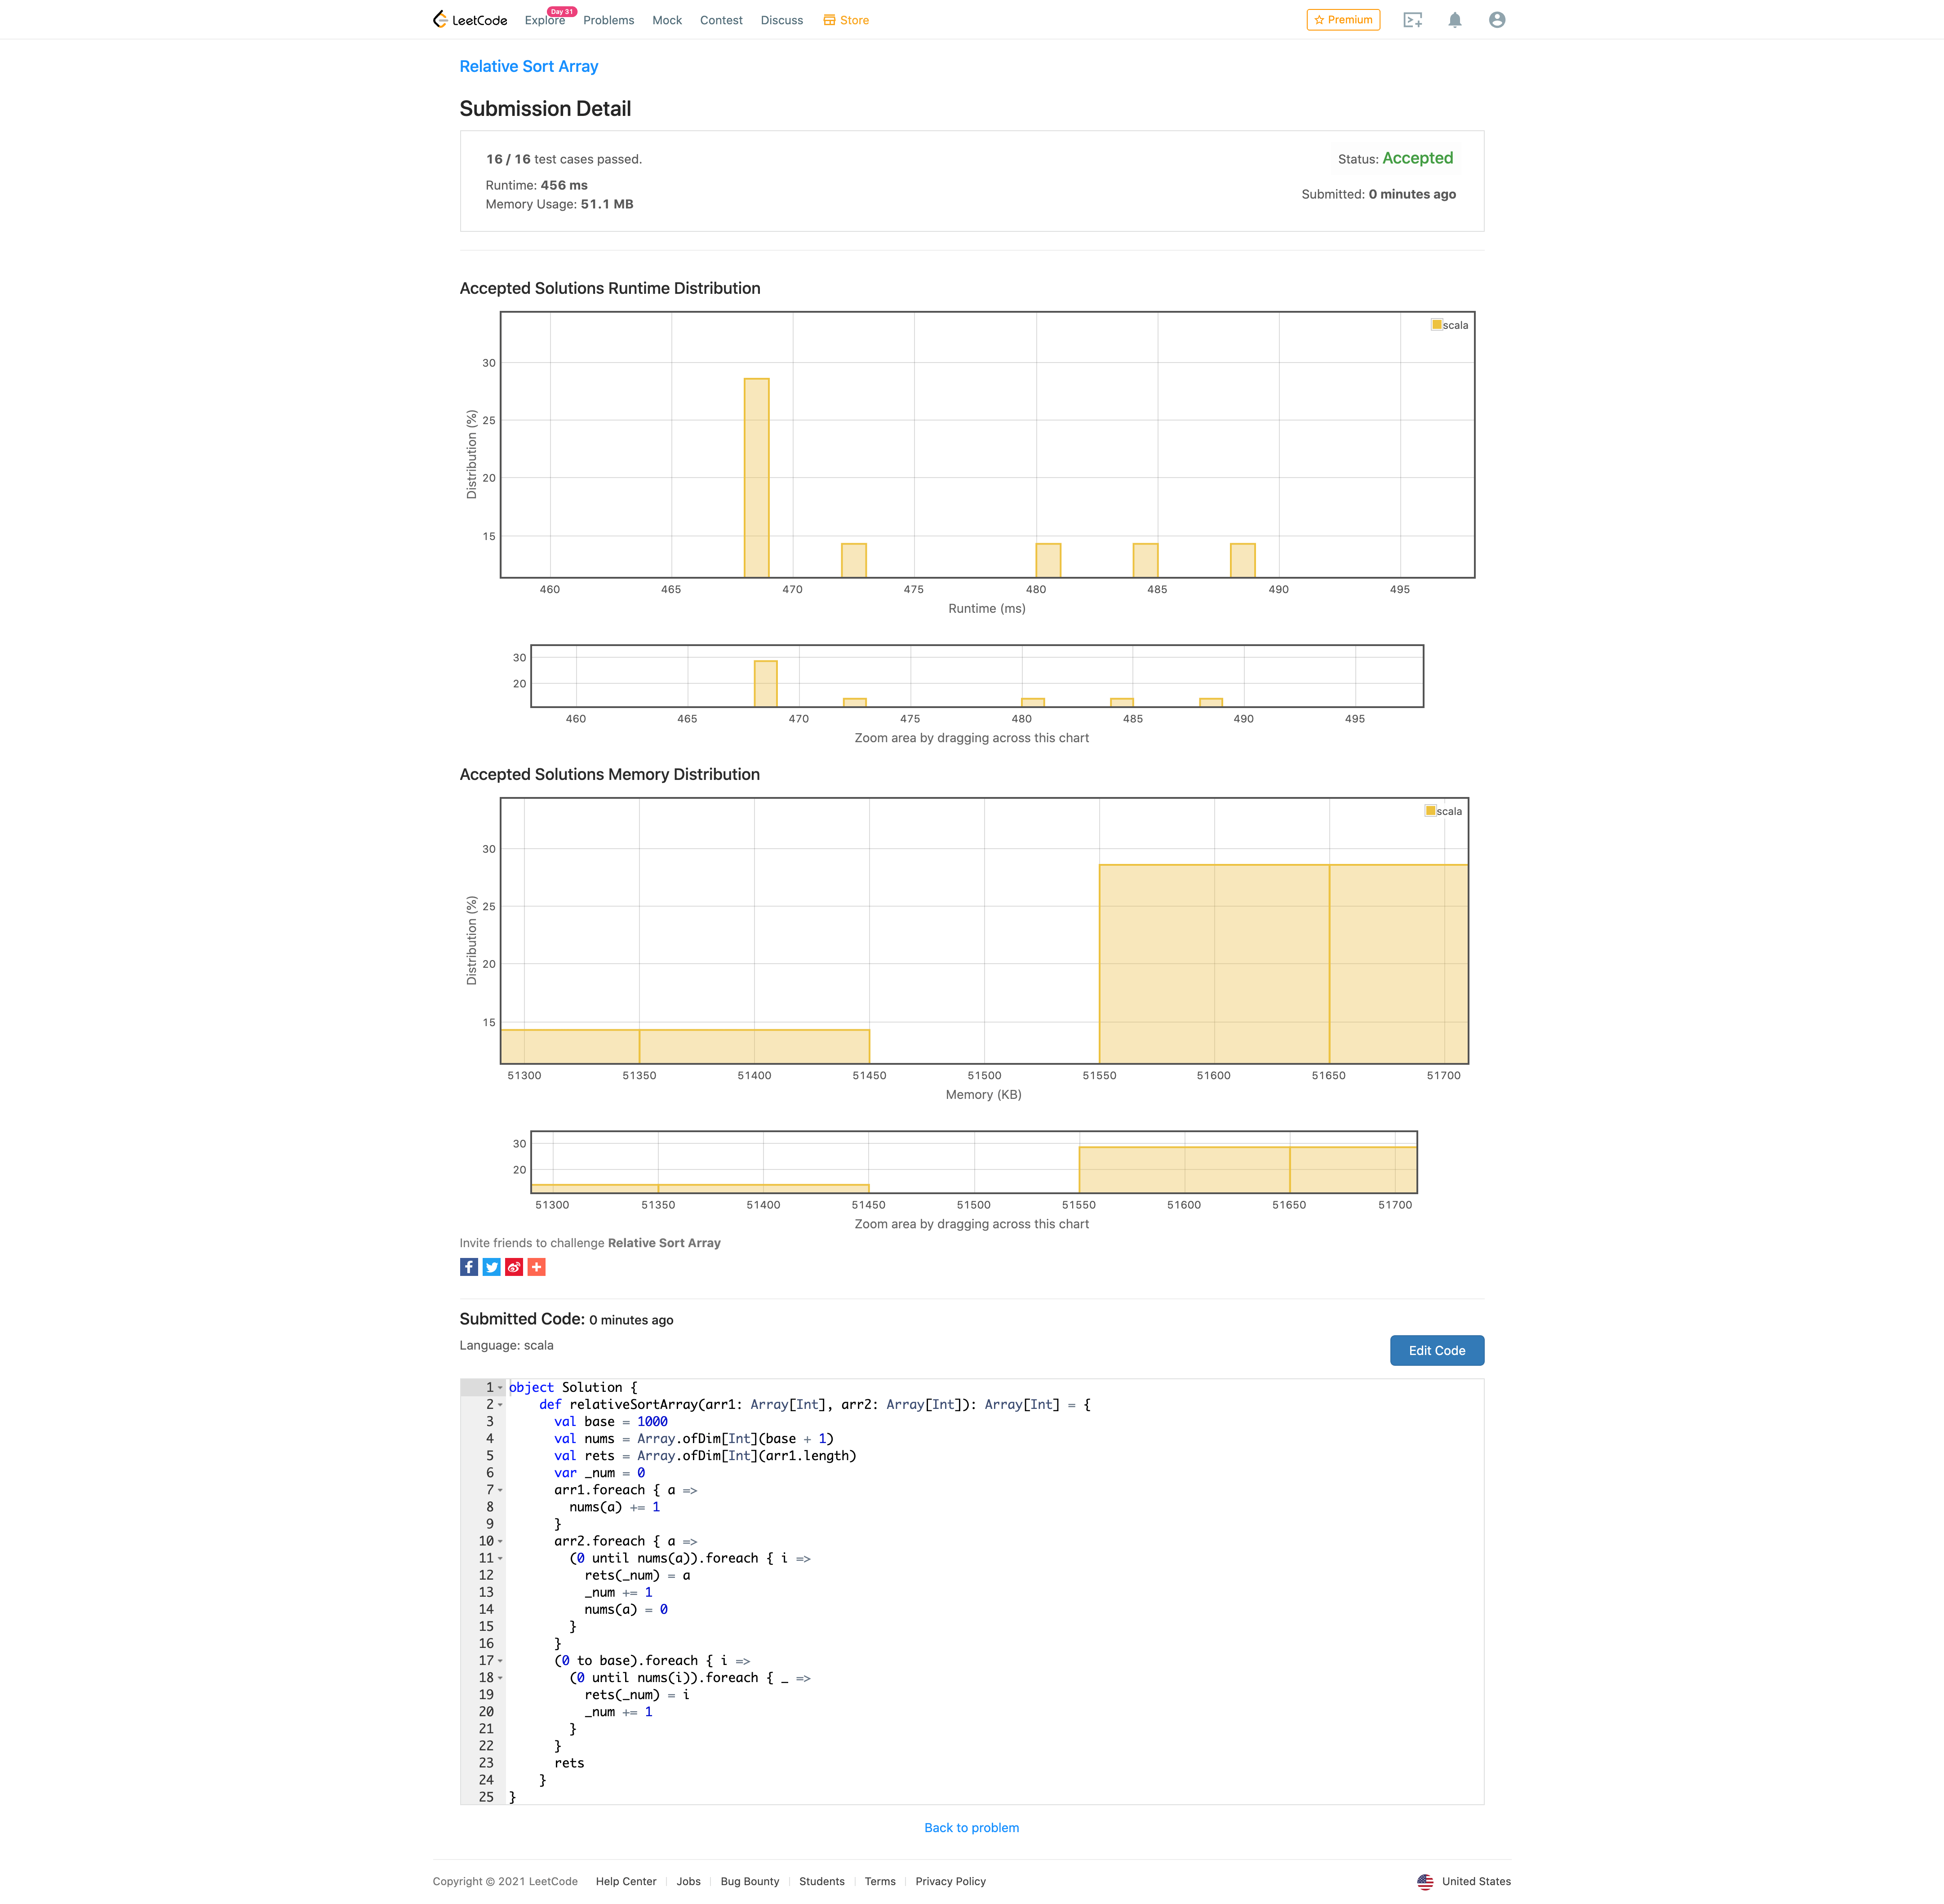 LeetCode Explore Day 31 Problems Mock Contest Discuss Store Premium
Relative Sort Array
Submission Detail
16 / 16 test cases passed.
Status: Accepted
Runtime: 456 ms
Submitted: 0 minutes ago
Memory Usage: 51.1 MB
Accepted Solutions Runtime Distribution
scala
30
25
20
15
Distribution (%)
460 465 470 475 480 485 490 495
Runtime (ms)
30
20
460 465 470 475 480 485 490 495
Zoom area by dragging across this chart
Accepted Solutions Memory Distribution
scala
30
25
20
15
Distribution (%)
51300 51350 51400 51450 51500 51550 51600 51650 51700
Memory (KB)
30
20
51300 51350 51400 51450 51500 51550 51600 51650 51700
Zoom area by dragging across this chart
Invite friends to challenge Relative Sort Array
Submitted Code: 0 minutes ago
Language: scala
Edit Code
1 object Solution {
2     def relativeSortArray(arr1: Array[Int], arr2: Array[Int]): Array[Int] = {
3       val base = 1000
4       val nums = Array.ofDim[Int](base + 1)
5       val rets = Array.ofDim[Int](arr1.length)
6       var _num = 0
7       arr1.foreach { a =>
8         nums(a) += 1
9       }
10       arr2.foreach { a =>
11         (0 until nums(a)).foreach { i =>
12           rets(_num) = a
13           _num += 1
14           nums(a) = 0
15         }
16       }
17       (0 to base).foreach { i =>
18         (0 until nums(i)).foreach { _ =>
19           rets(_num) = i
20           _num += 1
21         }
22       }
23       rets
24     }
25 }
Back to problem
Copyright © 2021 LeetCode Help Center Jobs Bug Bounty Students Terms Privacy Policy United States